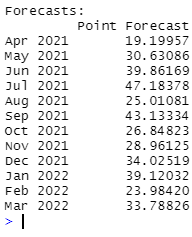 Forecasts:
Point Forecast
Apr 2021 19.19957
May 2021 30.63086
Jun 2021 39.86169
Jul 2021 47.18378
Aug 2021 25.01081
Sep 2021 43.13334
Oct 2021 26.84823
Nov 2021 28.96125
Dec 2021 34.02519
Jan 2022 39.12032
Feb 2022 23.98420
Mar 2022 33.78826
>